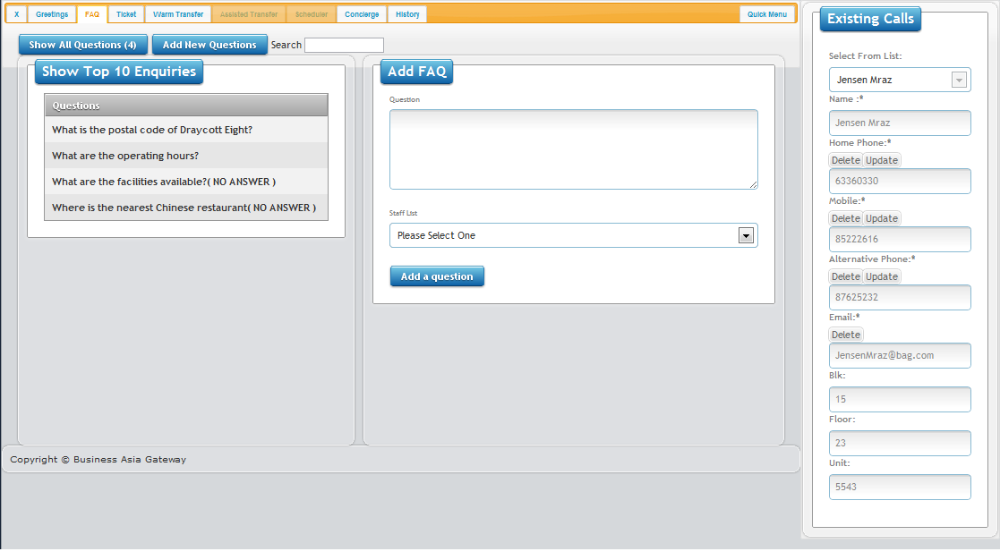 X Greetings FAQ Ticket Warm Transfer Assisted Transfer Scheduler Concierge History Quick Menu
Show All Questions (4) Add New Questions Search
Show Top 10 Enquiries
Questions
What is the postal code of Draycott Eight?
What are the operating hours?
What are the facilities available?( NO ANSWER )
Where is the nearest Chinese restaurant( NO ANSWER )
Add FAQ
Question
Staff List
Please Select One
Add a question
Copyright © Business Asia Gateway
Existing Calls
Select From List:
Jensen Mraz
Name :*
Jensen Mraz
Home Phone:*
Delete Update
63360330
Mobile:*
Delete Update
85222616
Alternative Phone:*
Delete Update
87625232
Email:*
Delete
JensenMraz@bag.com
Blk:
15
Floor:
23
Unit:
5543